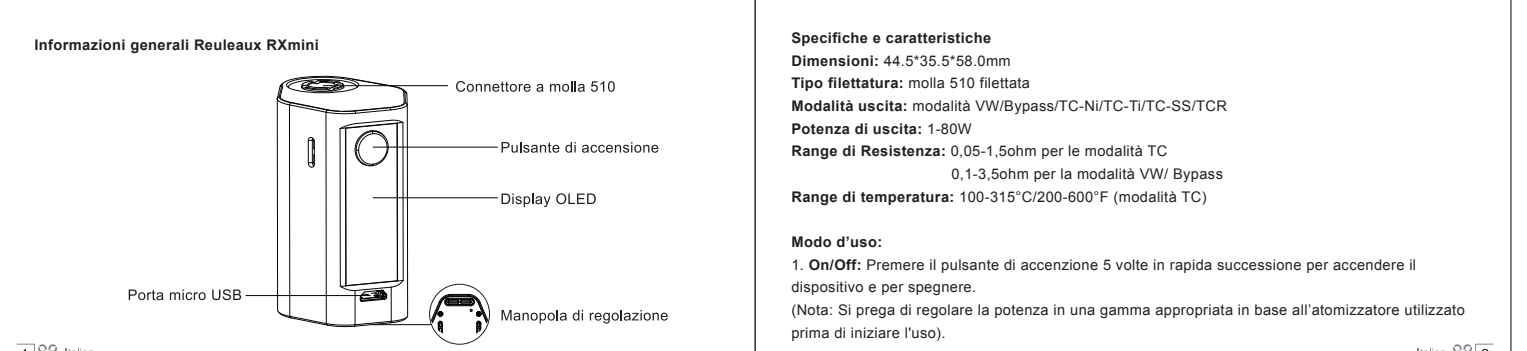 Informazioni generali Reuleaux RXmini
Connettore a molla 510
Pulsante di accensione
Display OLED
Porta micro USB
Manopola di regolazione
Specifiche e caratteristiche
Dimensioni: 44.5*35.5*58.0mm
Tipo filettatura: molla 510 filettata
Modalità uscita: modalità VW/Bypass/TC-Ni/TC-Ti/TC-SS/TCR
Potenza di uscita: 1-80W
Range di Resistenza: 0,05-1,5ohm per le modalità TC
0,1-3,5ohm per la modalità VW/ Bypass
Range di temperatura: 100-315°C/200-600°F (modalità TC)
Modo d’uso:
1. On/Off: Premere il pulsante di accenzione 5 volte in rapida successione per accendere il
dispositivo e per spegnere.
(Nota: Si prega di regolare la potenza in una gamma appropriata in base all’atomizzatore utilizzato
prima di iniziare l'uso).